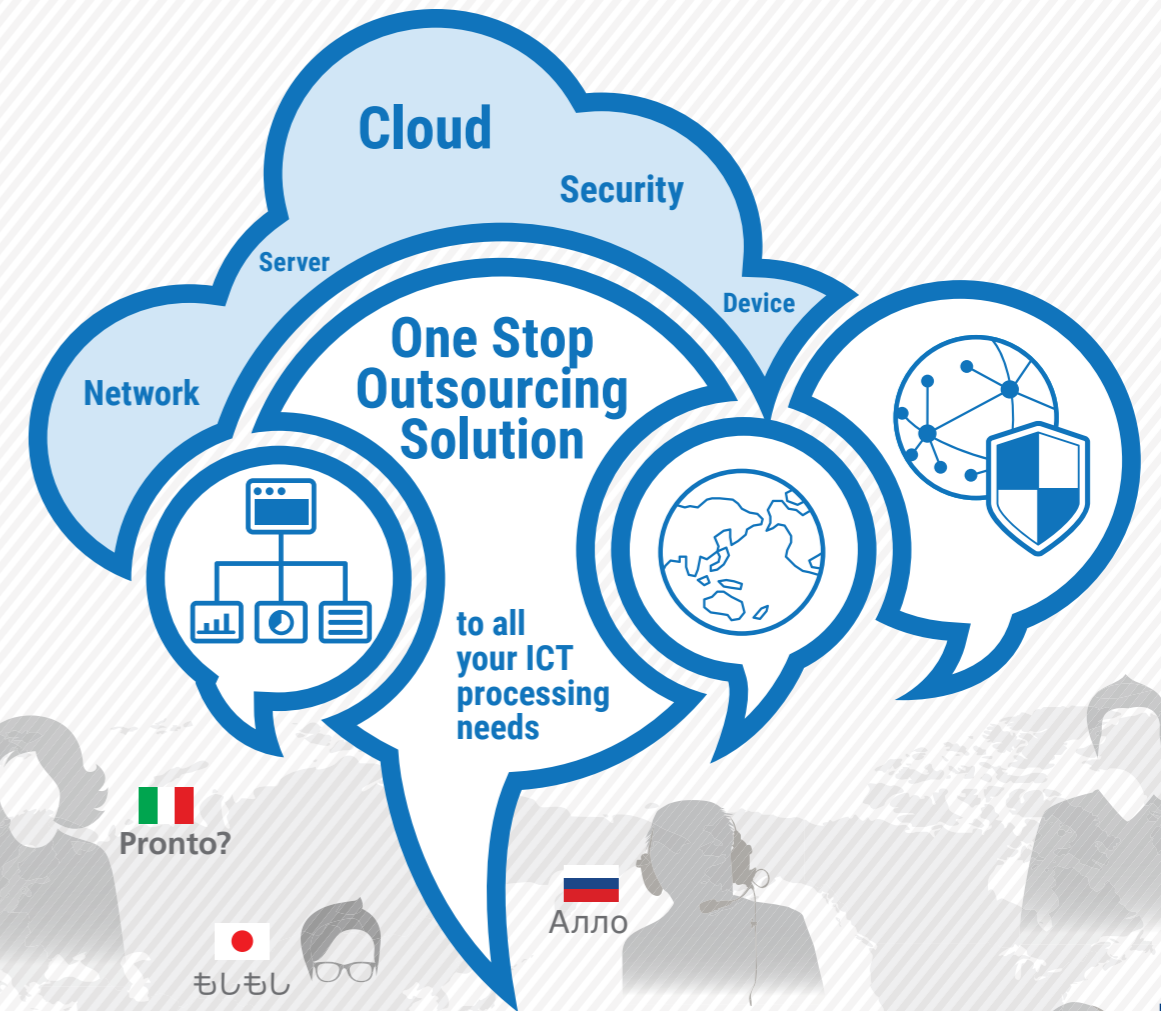 Cloud
Security
Server
Device
Network
One Stop
Outsourcing
Solution
to all
your ICT
processing
needs
Pronto?
Алло
もしもし